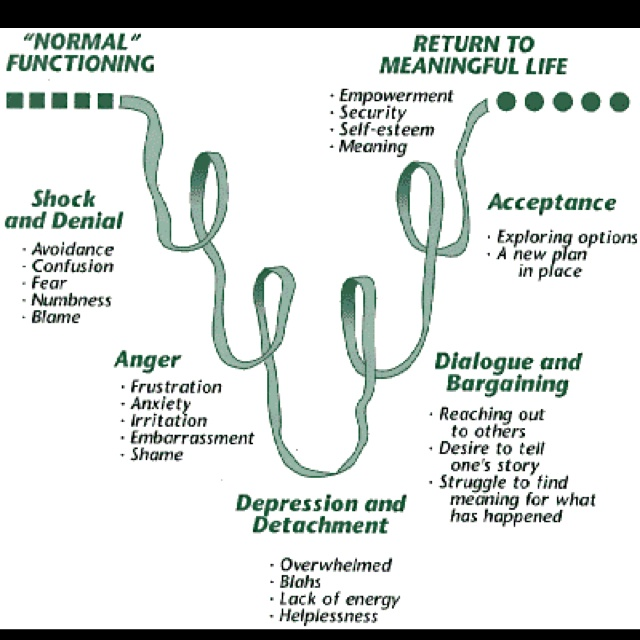 "NORMAL"
FUNCTIONING
RETURN TO
MEANINGFUL LIFE
· Empowerment
· Security
· Self-esteem
· Meaning
Shock
and Denial
· Avoidance
· Confusion
· Fear
· Numbness
· Blame
Acceptance
· Exploring options
· A new plan
in place
Anger
· Frustration
· Anxiety
· Irritation
· Embarrassment
· Shame
Dialogue and
Bargaining
· Reaching out
to others
· Desire to tell
one's story
· Struggle to find
meaning for what
has happened
Depression and
Detachment
· Overwhelmed
· Blahs
· Lack of energy
· Helplessness